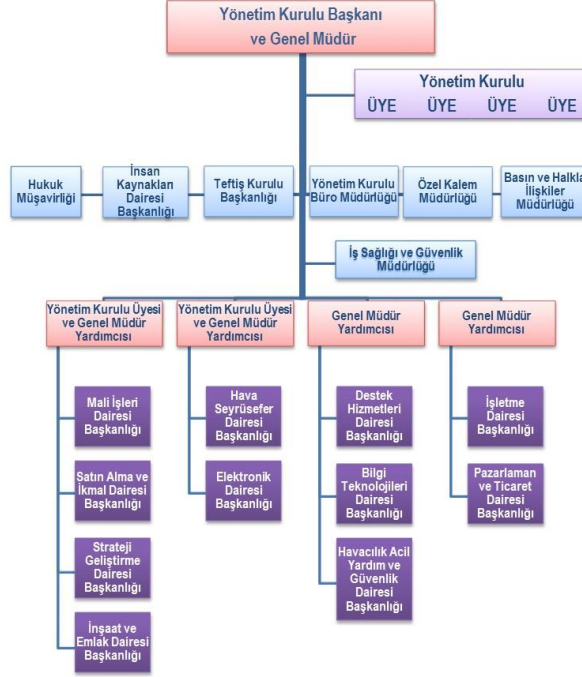 Yönetim Kurulu Başkanı
ve Genel Müdür
Yönetim Kurulu
ÜYE ÜYE ÜYE ÜYE
Hukuk
Müşavirliği
İnsan
Kaynakları
Dairesi
Başkanlığı
Teftiş Kurulu
Başkanlığı
Yönetim Kurulu
Büro Müdürlüğü
Özel Kalem
Müdürlüğü
Basın ve Halkla
İlişkiler
Müdürlüğü
İş Sağlığı ve Güvenlik
Müdürlüğü
Yönetim Kurulu Üyesi
ve Genel Müdür
Yardımcısı
Yönetim Kurulu Üyesi
ve Genel Müdür
Yardımcısı
Genel Müdür
Yardımcısı
Genel Müdür
Yardımcısı
Mali İşleri
Dairesi
Başkanlığı
Satın Alma ve
İkmal Dairesi
Başkanlığı
Strateji
Geliştirme
Dairesi
Başkanlığı
İnşaat ve
Emlak Dairesi
Başkanlığı
Hava
Seyrüsefer
Dairesi
Başkanlığı
Elektronik
Dairesi
Başkanlığı
Destek
Hizmetleri
Dairesi
Başkanlığı
Bilgi
Teknolojileri
Dairesi
Başkanlığı
Havacılık Acil
Yardım ve
Güvenlik
Dairesi
Başkanlığı
İşletme
Dairesi
Başkanlığı
Pazarlaman
ve Ticaret
Dairesi
Başkanlığı